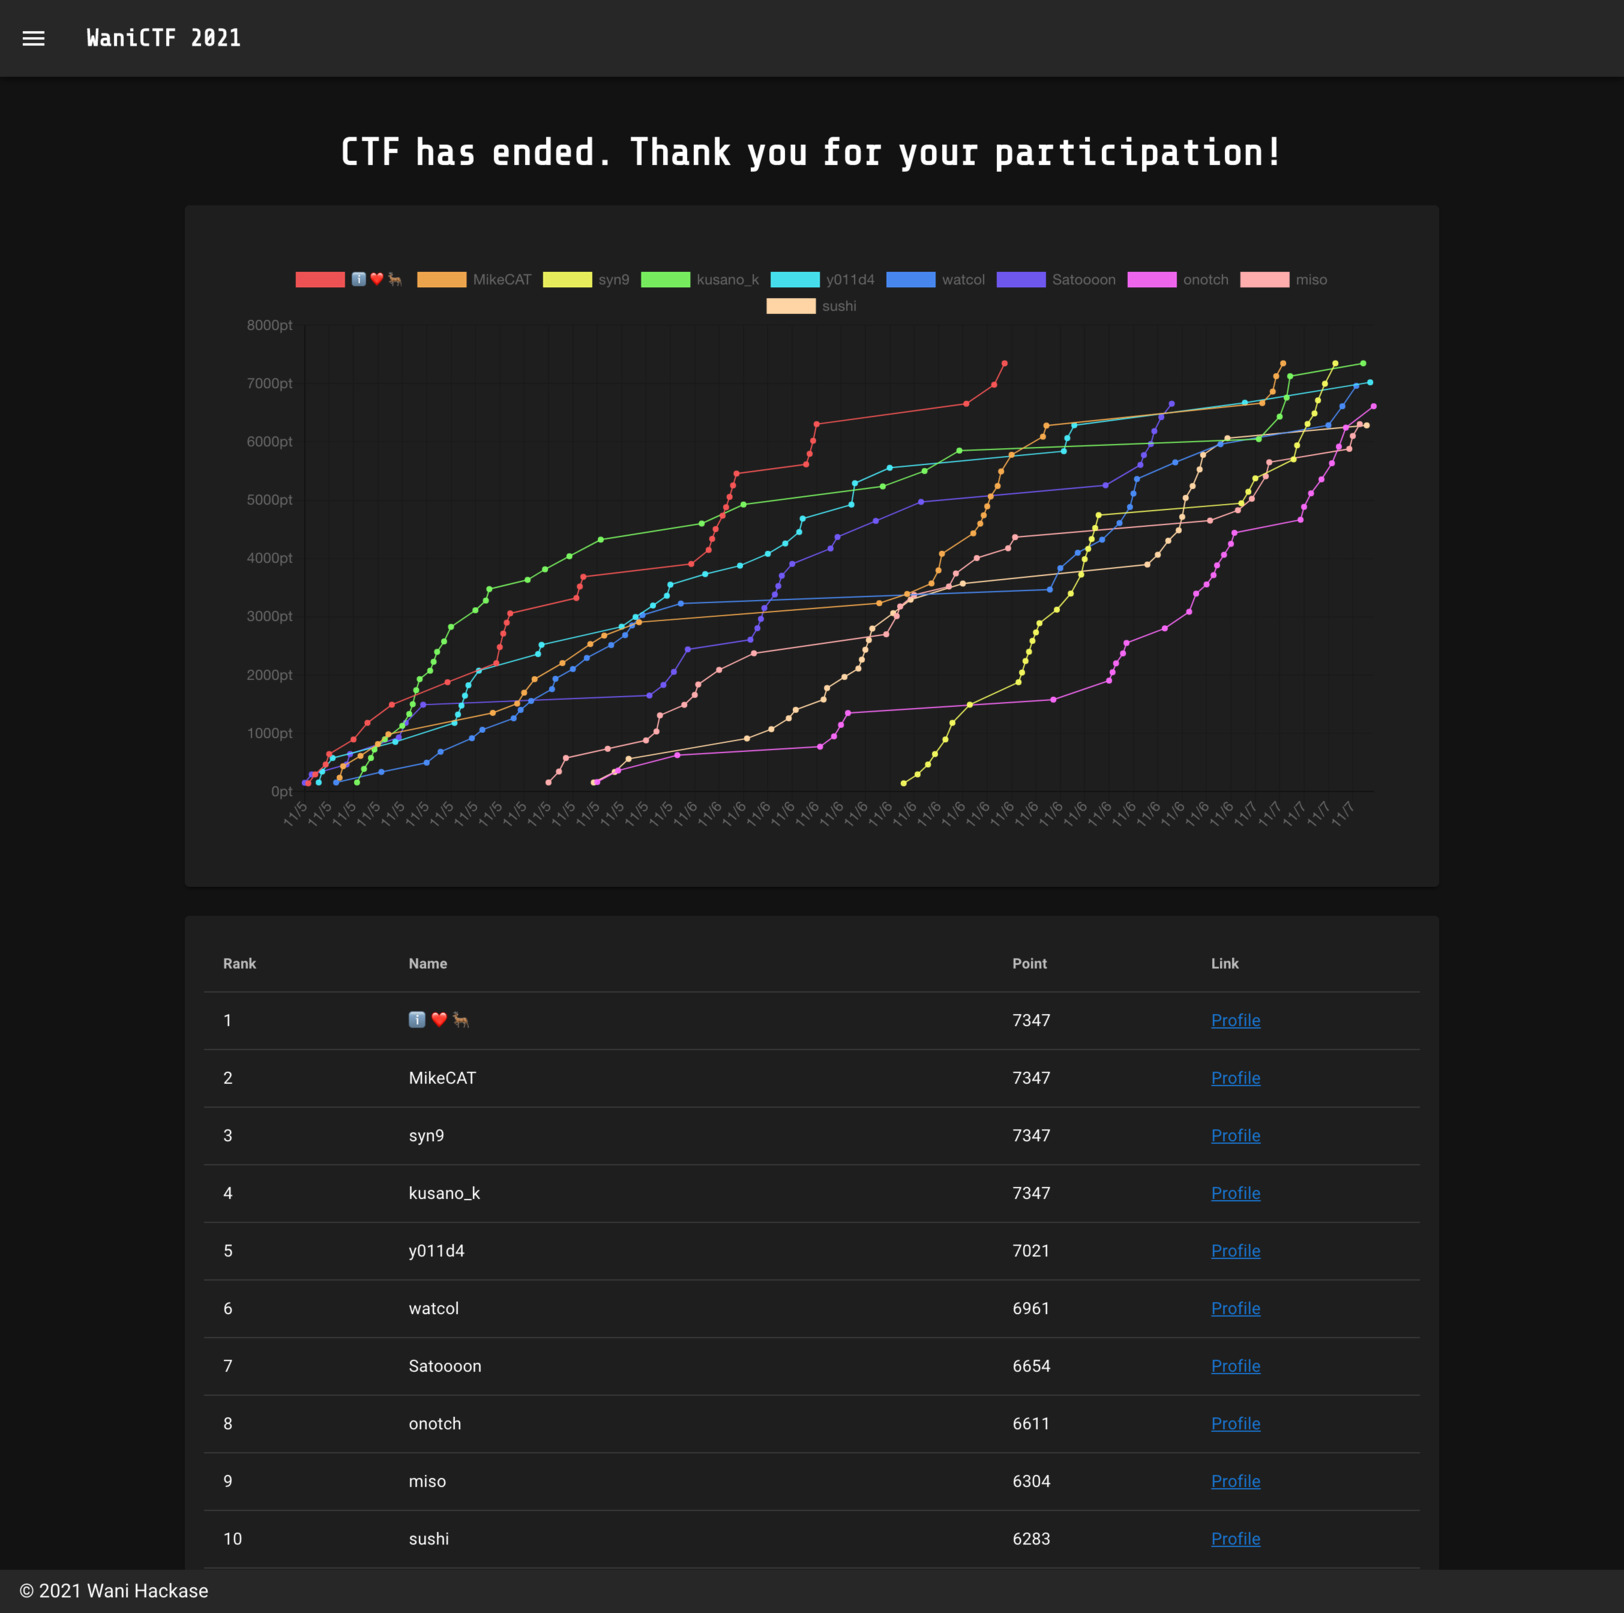 WaniCTF 2021
CTF has ended. Thank you for your participation!
ℹ️❤️🦌 MikeCAT syn9 kusano_k y011d4 watcol Satoooon onotch miso
sushi
8000pt
7000pt
6000pt
5000pt
4000pt
3000pt
2000pt
1000pt
0pt
11/5 11/5 11/5 11/5 11/5 11/5 11/5 11/5 11/5 11/5 11/5 11/5 11/5 11/5 11/5 11/5 11/6 11/6 11/6 11/6 11/6 11/6 11/6 11/6 11/6 11/6 11/6 11/6 11/6 11/6 11/6 11/6 11/6 11/6 11/6 11/6 11/6 11/6 11/6 11/7 11/7 11/7 11/7 11/7
Rank Name Point Link
1 ℹ️❤️🦌 7347 Profile
2 MikeCAT 7347 Profile
3 syn9 7347 Profile
4 kusano_k 7347 Profile
5 y011d4 7021 Profile
6 watcol 6961 Profile
7 Satoooon 6654 Profile
8 onotch 6611 Profile
9 miso 6304 Profile
10 sushi 6283 Profile
© 2021 Wani Hackase